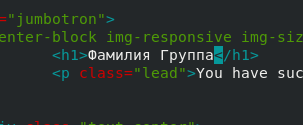 ="jumbotron">
enter-block img-responsive img-siz
<h1>Фамилия Группа</h1>
<p class="lead">You have suc